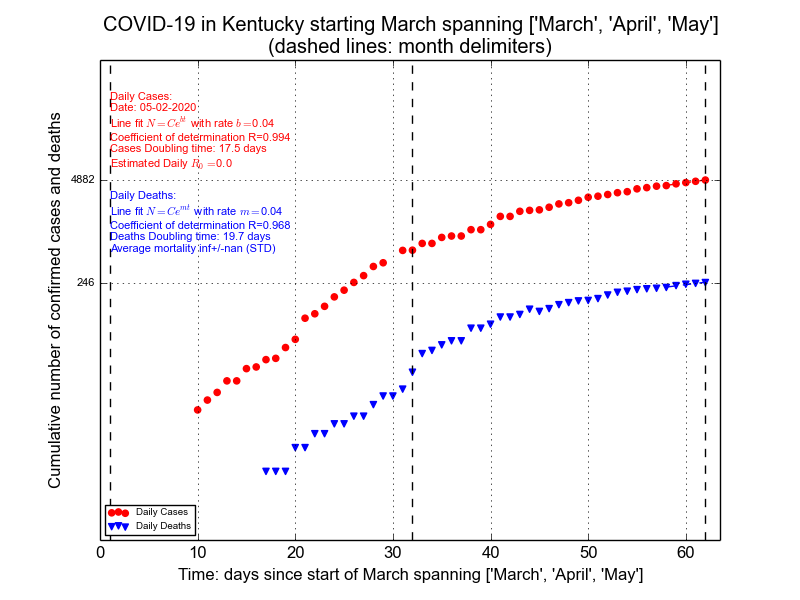 COVID-19 in Kentucky starting March spanning ['March', 'April', 'May']
(dashed lines: month delimiters)
Cumulative number of confirmed cases and deaths
Daily Cases:
Date: 05-02-2020
Line fit N = Ce^{bt} with rate b = 0.04
Coefficient of determination R=0.994
Cases Doubling time: 17.5 days
Estimated Daily R_0 = 0.0
4882
Daily Deaths:
Line fit N = Ce^{mt} with rate m = 0.04
Coefficient of determination R=0.968
Deaths Doubling time: 19.7 days
Average mortality:inf+/-nan (STD)
246
Daily Cases
Daily Deaths
0 10 20 30 40 50 60
Time: days since start of March spanning ['March', 'April', 'May']